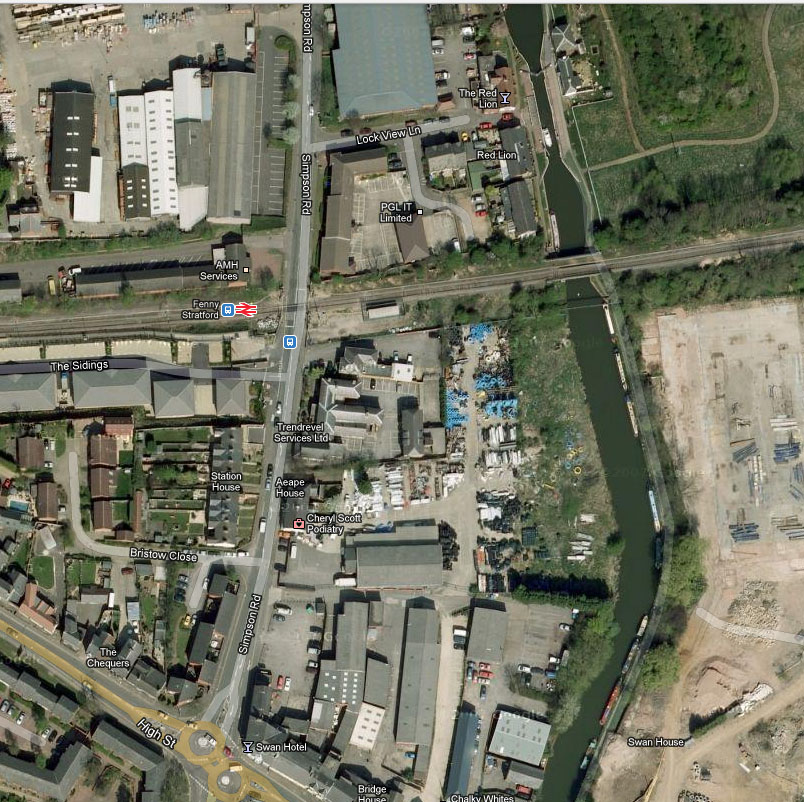 Simpson Rd
The Red
Lion
Lock View Ln
Red Lion
Simpson Rd
PGL IT
Limited
AMH
Services
Fenny
Stratford
The Sidings
Trendrevel
Services Ltd
Station
House
Aeape
House
Cheryl Scott
Podiatry
Bristow Close
Simpson Rd
The
Chequers
High St
Swan Hotel
Swan House
Bridge
House
Chalky Whites